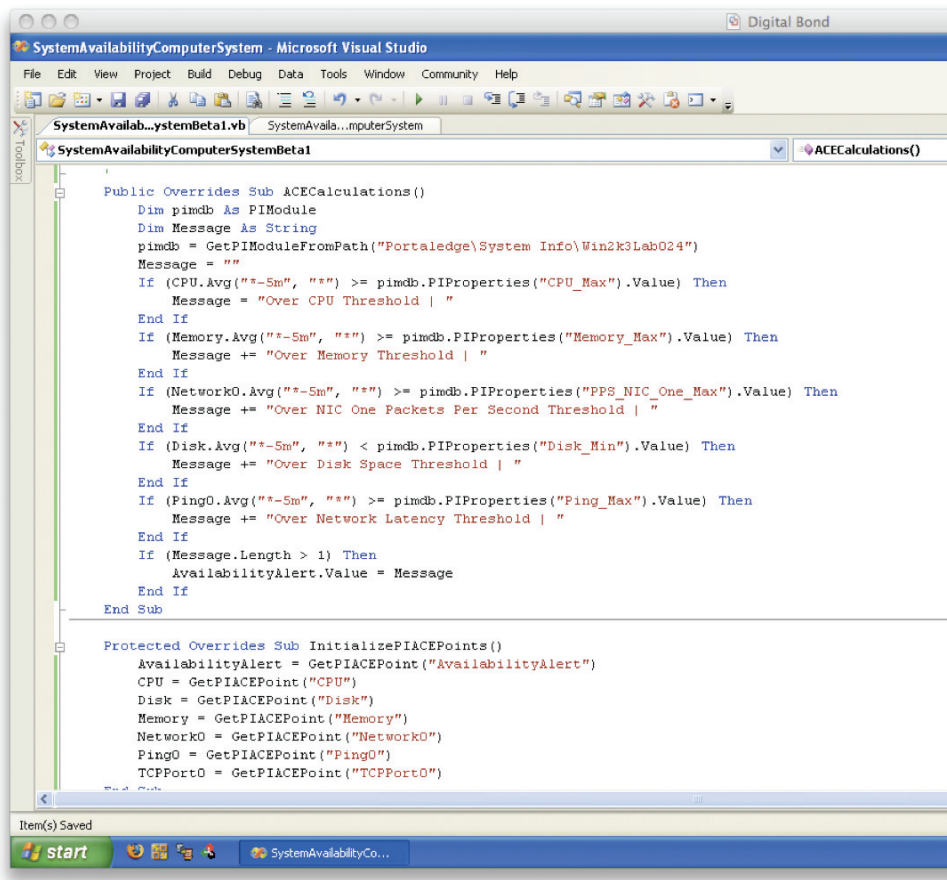 Digital Bond
SystemAvailabilityComputerSystem - Microsoft Visual Studio
File Edit View Project Build Debug Data Tools Window Community Help
SystemAvailab...ystemBeta1.vb SystemAvaila...mputerSystem
Toolbox
SystemAvailabilityComputerSystemBeta1 ACECalculations()
'
Public Overrides Sub ACECalculations()
Dim pimdb As PIModule
Dim Message As String
pimdb = GetPIModuleFromPath("Portaledge\System Info\Win2k3Lab024")
Message = ""
If (CPU.Avg("*-5m", "*") >= pimdb.PIProperties("CPU_Max").Value) Then
Message = "Over CPU Threshold | "
End If
If (Memory.Avg("*-5m", "*") >= pimdb.PIProperties("Memory_Max").Value) Then
Message += "Over Memory Threshold | "
End If
If (Network0.Avg("*-5m", "*") >= pimdb.PIProperties("PPS_NIC_One_Max").Value) Then
Message += "Over NIC One Packets Per Second Threshold | "
End If
If (Disk.Avg("*-5m", "*") < pimdb.PIProperties("Disk_Min").Value) Then
Message += "Over Disk Space Threshold | "
End If
If (Ping0.Avg("*-5m", "*") >= pimdb.PIProperties("Ping_Max").Value) Then
Message += "Over Network Latency Threshold | "
End If
If (Message.Length > 1) Then
AvailabilityAlert.Value = Message
End If
End Sub
Protected Overrides Sub InitializePIACEPoints()
AvailabilityAlert = GetPIACEPoint("AvailabilityAlert")
CPU = GetPIACEPoint("CPU")
Disk = GetPIACEPoint("Disk")
Memory = GetPIACEPoint("Memory")
Network0 = GetPIACEPoint("Network0")
Ping0 = GetPIACEPoint("Ping0")
TCPPort0 = GetPIACEPoint("TCPPort0")
End Sub
Item(s) Saved
start SystemAvailabilityCo...